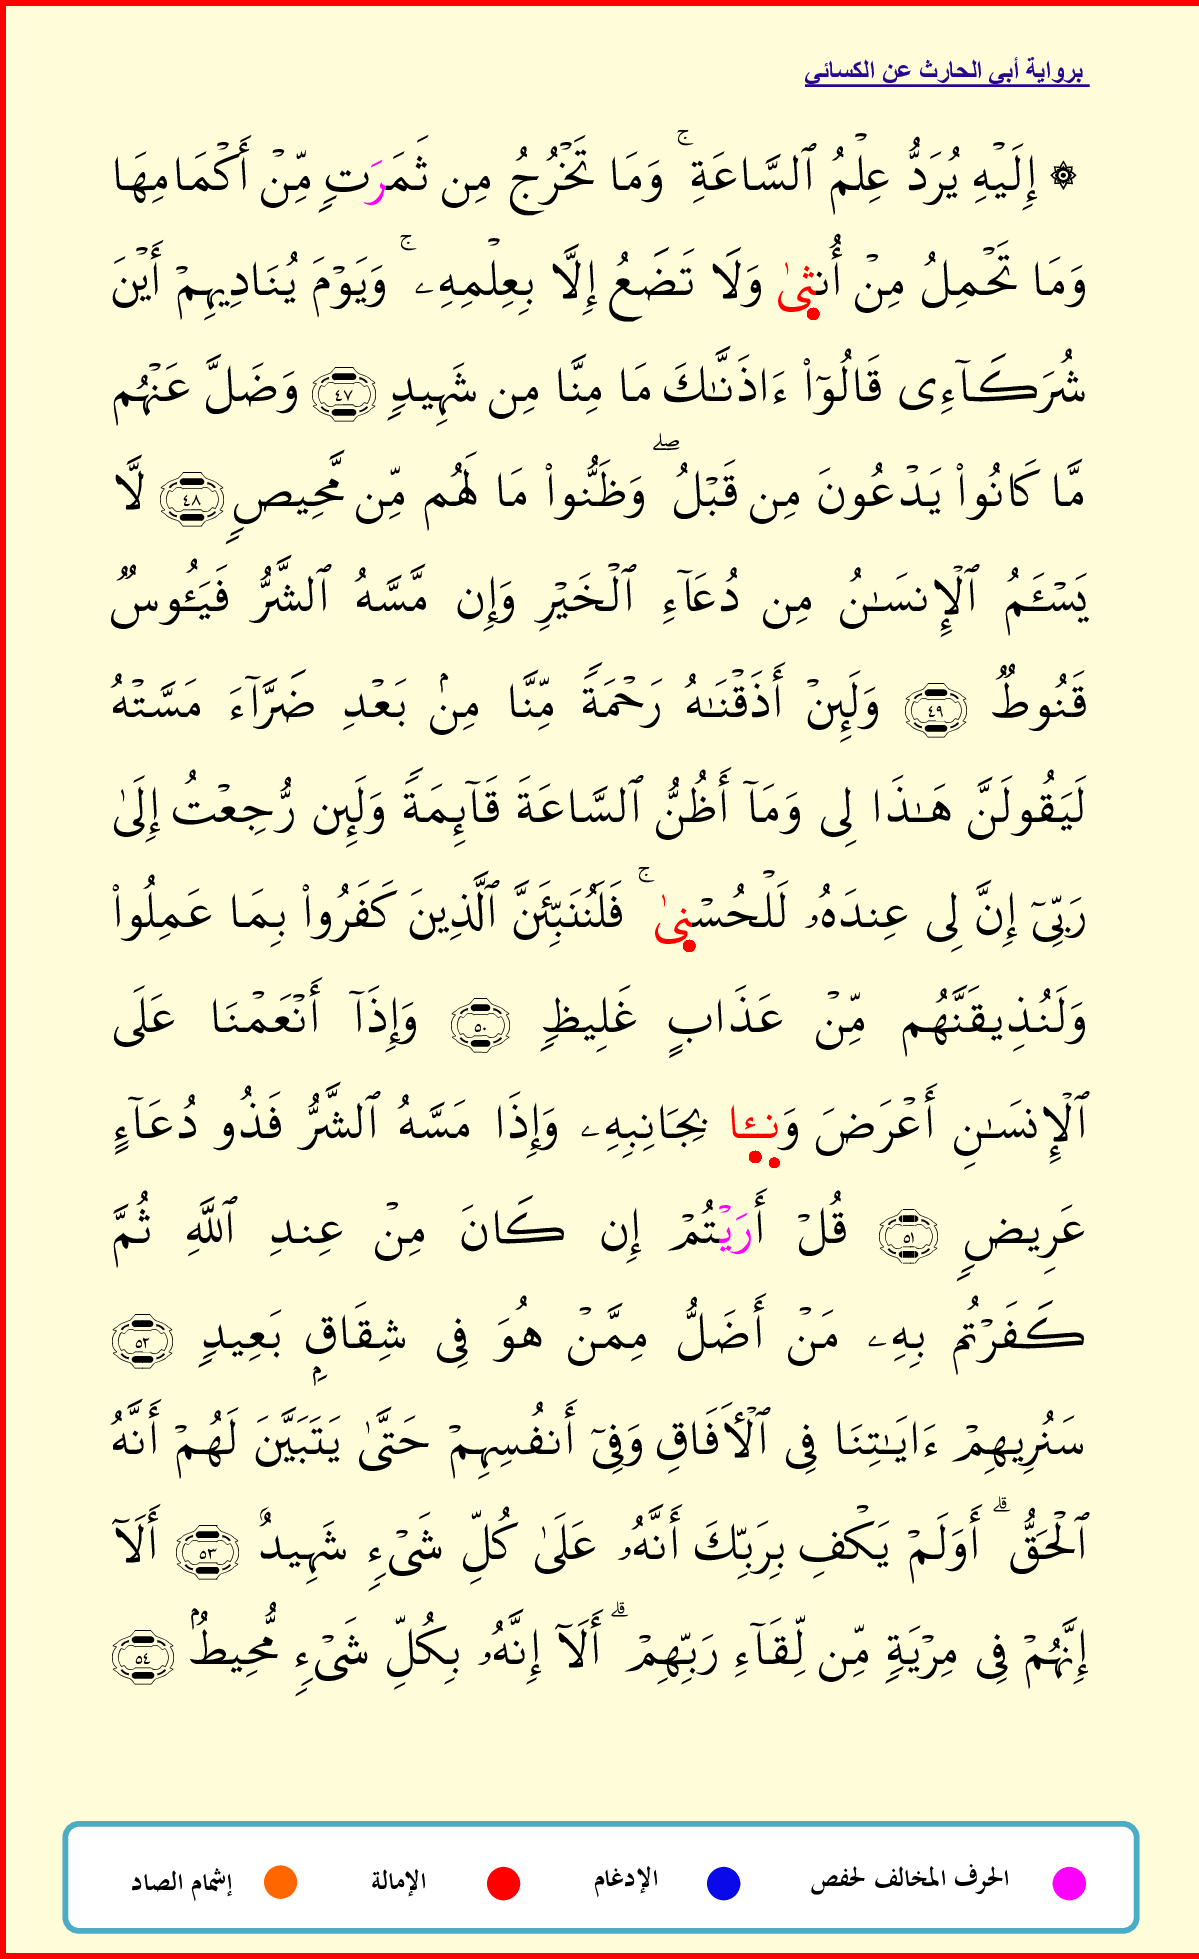 برواية أبي الحارث عن الكسائي
۞ إِلَيۡهِ يُرَدُّ عِلۡمُ ٱلسَّاعَةِۚ وَمَا تَخۡرُجُ مِن ثَمَرَتٖ مِّنۡ أَكۡمَامِهَا
وَمَا تَحۡمِلُ مِنۡ أُنثىٰ وَلَا تَضَعُ إِلَّا بِعِلۡمِهِۦۚ وَيَوۡمَ يُنَادِيهِمۡ أَيۡنَ
شُرَكَآءِى قَالُوٓاْ ءَاذَنَّٰكَ مَا مِنَّا مِن شَهِيدٖ ٤٧ وَضَلَّ عَنۡهُم
مَّا كَانُواْ يَدۡعُونَ مِن قَبۡلُۖ وَظَنُّواْ مَا لَهُم مِّن مَّحِيصٖ ٤٨ لَّا
يَسۡـَٔمُ ٱلۡإِنسَٰنُ مِن دُعَآءِ ٱلۡخَيۡرِ وَإِن مَّسَّهُ ٱلشَّرُّ فَيَـُٔوسٞ
قَنُوطٞ ٤٩ وَلَئِنۡ أَذَقۡنَٰهُ رَحۡمَةٗ مِّنَّا مِنۢ بَعۡدِ ضَرَّآءَ مَسَّتۡهُ
لَيَقُولَنَّ هَٰذَا لِى وَمَآ أَظُنُّ ٱلسَّاعَةَ قَآئِمَةٗ وَلَئِن رُّجِعۡتُ إِلَىٰ
رَبِّىٓ إِنَّ لِى عِندَهُۥ لَلۡحُسۡنىٰۚ فَلَنُنَبِّئَنَّ ٱلَّذِينَ كَفَرُواْ بِمَا عَمِلُواْ
وَلَنُذِيقَنَّهُم مِّنۡ عَذَابٍ غَلِيظٖ ٥٠ وَإِذَآ أَنۡعَمۡنَا عَلَى
ٱلۡإِنسَٰنِ أَعۡرَضَ وَنـٔا بِجَانِبِهِۦ وَإِذَا مَسَّهُ ٱلشَّرُّ فَذُو دُعَآءٍ
عَرِيضٖ ٥١ قُلۡ أَرَيۡتُمۡ إِن كَانَ مِنۡ عِندِ ٱللَّهِ ثُمَّ
كَفَرۡتُم بِهِۦ مَنۡ أَضَلُّ مِمَّنۡ هُوَ فِى شِقَاقِۭ بَعِيدٖ ٥٢
سَنُرِيهِمۡ ءَايَٰتِنَا فِى ٱلۡأٓفَاقِ وَفِىٓ أَنفُسِهِمۡ حَتَّىٰ يَتَبَيَّنَ لَهُمۡ أَنَّهُ
ٱلۡحَقُّۗ أَوَلَمۡ يَكۡفِ بِرَبِّكَ أَنَّهُۥ عَلَىٰ كُلِّ شَىۡءٖ شَهِيدٌ ٥٣ أَلَآ
إِنَّهُمۡ فِى مِرۡيَةٖ مِّن لِّقَآءِ رَبِّهِمۡۗ أَلَآ إِنَّهُۥ بِكُلِّ شَىۡءٖ مُّحِيطُۢ ٥٤
الحرف المخالف لحفص الإدغام الإمالة إشمام الصاد